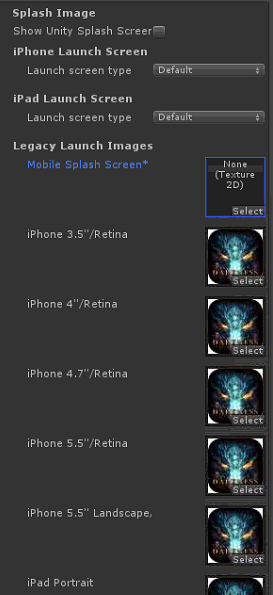 Splash Image
Show Unity Splash Screen
iPhone Launch Screen
Launch screen type Default
iPad Launch Screen
Launch screen type Default
Legacy Launch Images
Mobile Splash Screen*
None
(Texture
2D)
Select
iPhone 3.5"/Retina
Select
iPhone 4"/Retina
Select
iPhone 4.7"/Retina
Select
iPhone 5.5"/Retina
Select
iPhone 5.5" Landscape,
Select
iPad Portrait